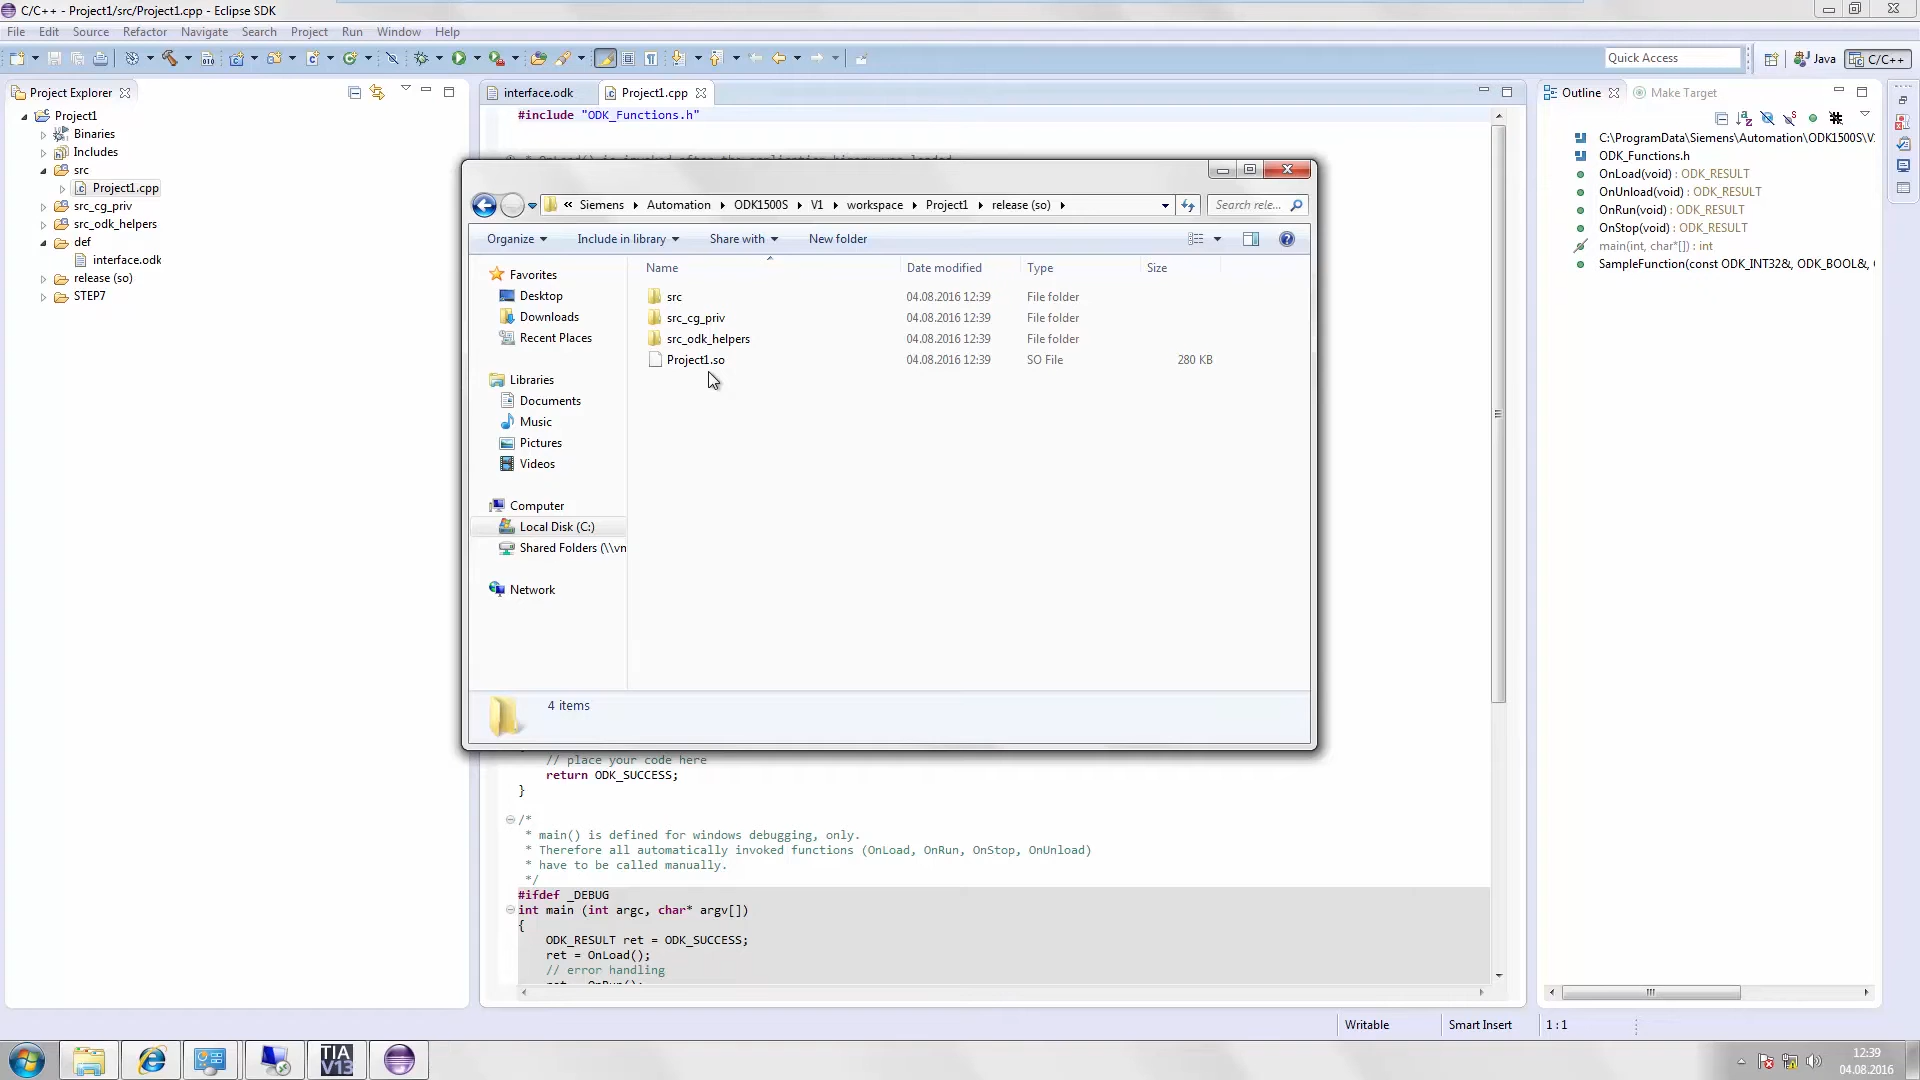 C/C++ - Project1/src/Project1.cpp - Eclipse SDK
File Edit Source Refactor Navigate Search Project Run Window Help
Quick Access
Java
C/C++
Project Explorer
Project1
Binaries
Includes
src
Project1.cpp
src_cg_priv
src_odk_helpers
def
interface.odk
release (so)
STEP7
interface.odk
Project1.cpp
#include "ODK_Functions.h"
« Siemens Automation ODK1500S V1 workspace Project1 release (so)
Search rele...
Organize Include in library Share with New folder
Name Date modified Type Size
src 04.08.2016 12:39 File folder
src_cg_priv 04.08.2016 12:39 File folder
src_odk_helpers 04.08.2016 12:39 File folder
Project1.so 04.08.2016 12:39 SO File 280 KB
Favorites
Desktop
Downloads
Recent Places
Libraries
Documents
Music
Pictures
Videos
Computer
Local Disk (C:)
Shared Folders (\\vn
Network
4 items
// place your code here
return ODK_SUCCESS;
}
/*
* main() is defined for windows debugging, only.
* Therefore all automatically invoked functions (OnLoad, OnRun, OnStop, OnUnload)
* have to be called manually.
*/
#ifdef _DEBUG
int main (int argc, char* argv[])
{
ODK_RESULT ret = ODK_SUCCESS;
ret = OnLoad();
// error handling
Outline
Make Target
C:\ProgramData\Siemens\Automation\ODK1500S\V:
ODK_Functions.h
OnLoad(void) : ODK_RESULT
OnUnload(void) : ODK_RESULT
OnRun(void) : ODK_RESULT
OnStop(void) : ODK_RESULT
main(int, char*[]) : int
SampleFunction(const ODK_INT32&, ODK_BOOL&,
Writable
Smart Insert
1 : 1
TIA
V13
12:39
04.08.2016